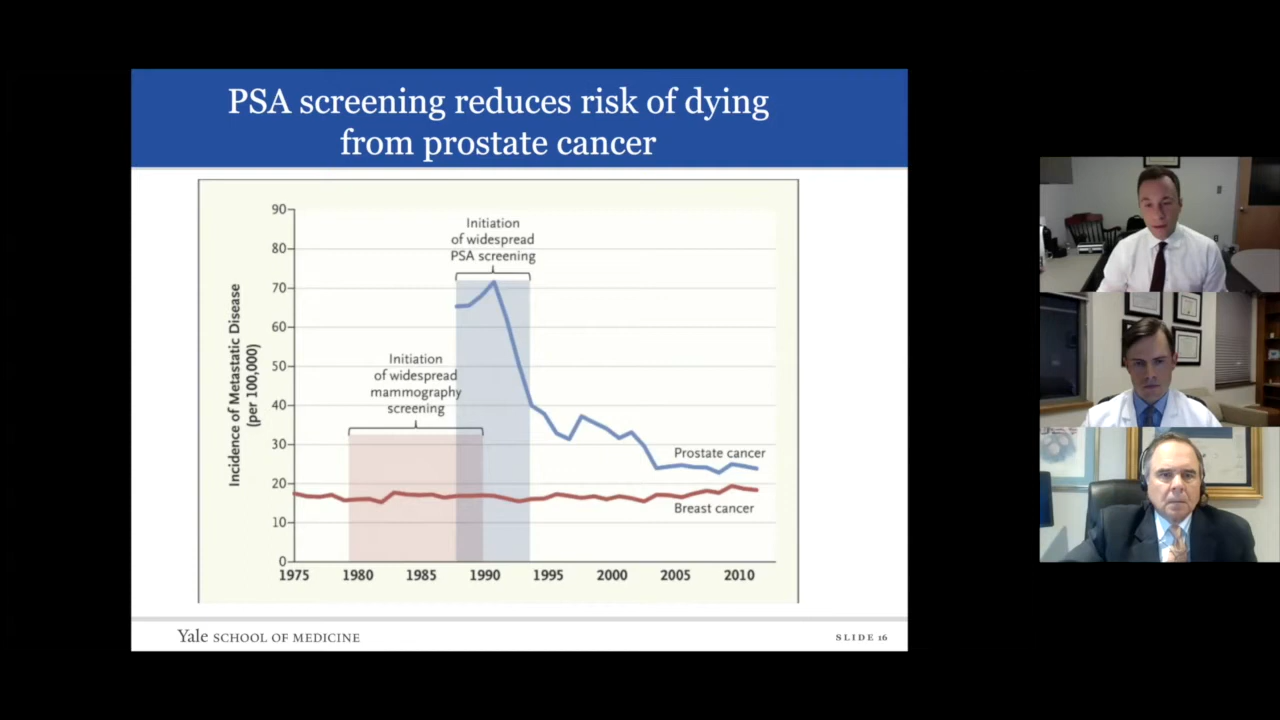 PSA screening reduces risk of dying
from prostate cancer
Incidence of Metastatic Disease
(per 100,000)
90
80
70
60
50
40
30
20
10
0
Initiation
of widespread
PSA screening
Initiation
of widespread
mammography
screening
Prostate cancer
Breast cancer
1975 1980 1985 1990 1995 2000 2005 2010
Yale SCHOOL OF MEDICINE
SLIDE 16